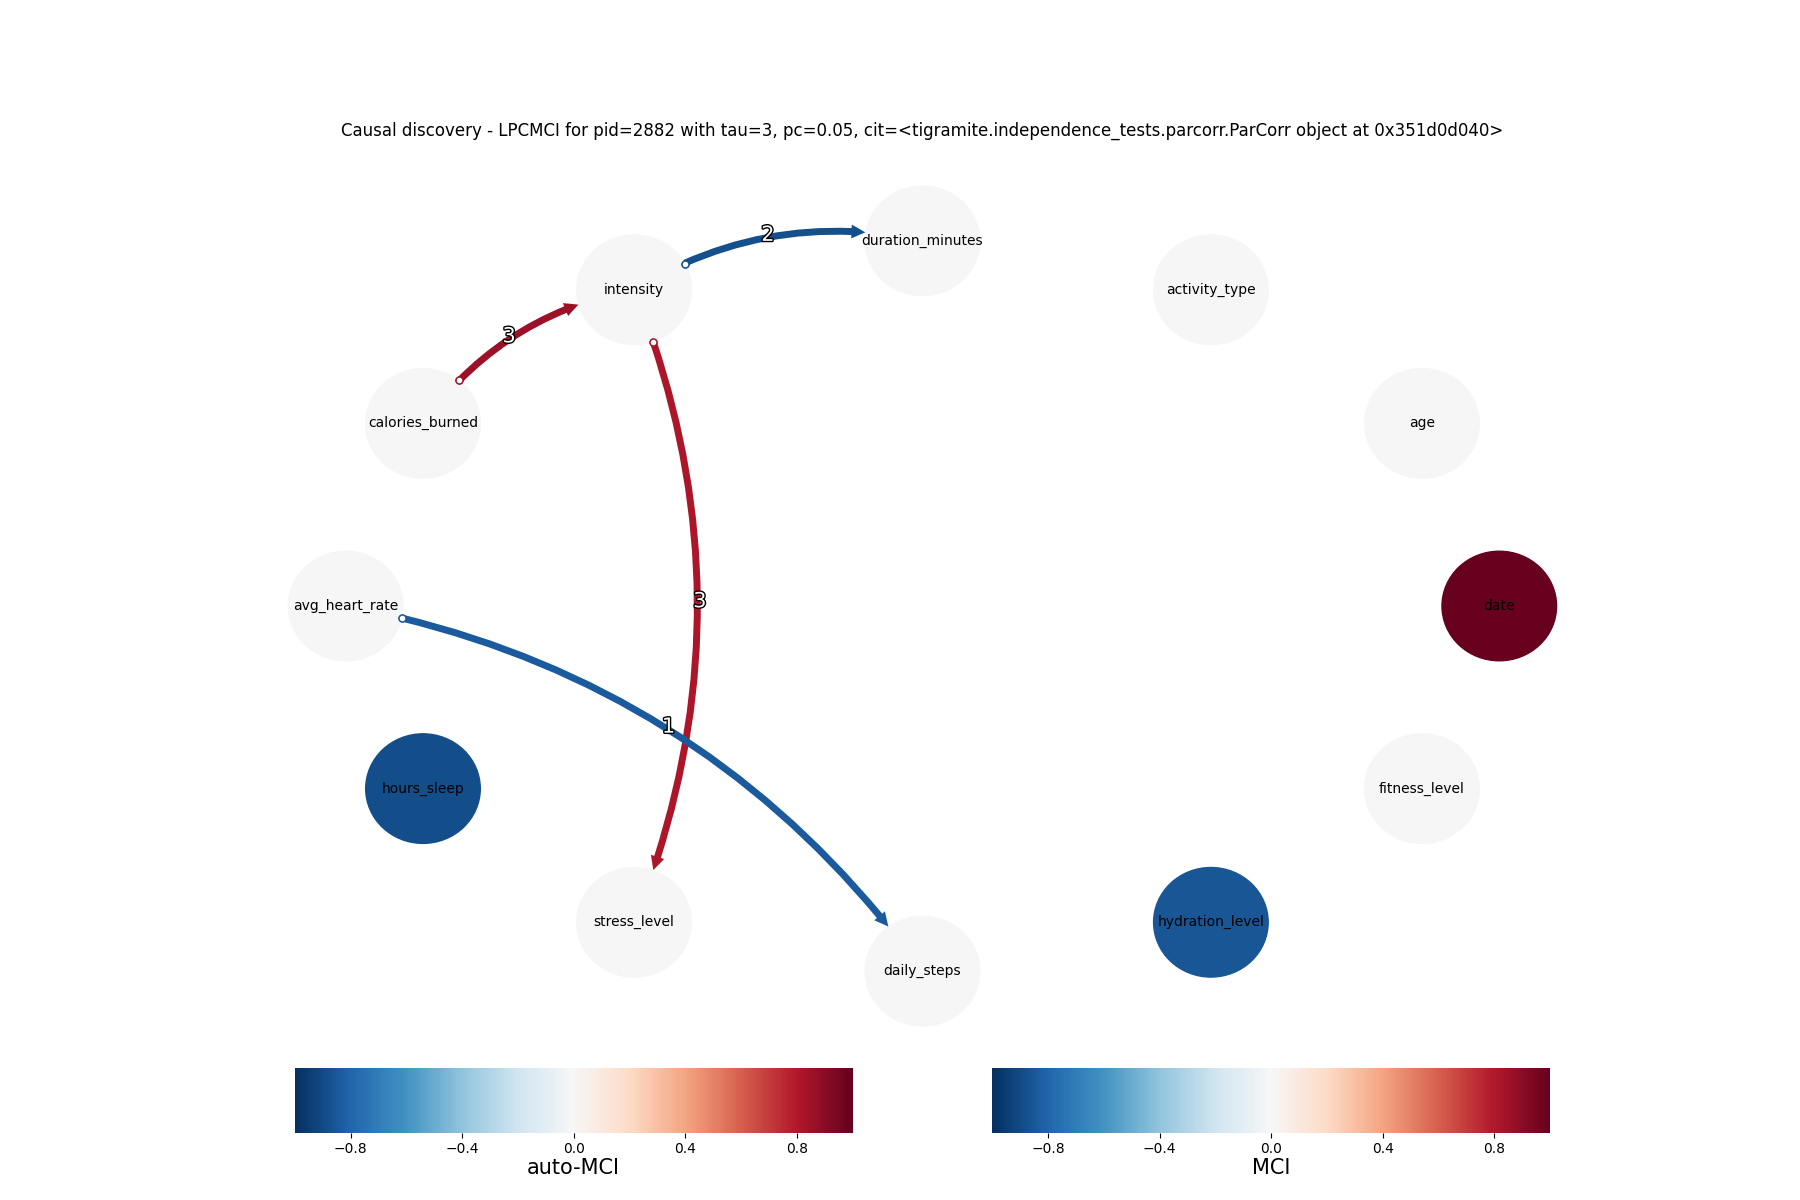 Causal discovery - LPCMCI for pid=2882 with tau=3, pc=0.05, cit=<tigramite.independence_tests.parcorr.ParCorr object at 0x351d0d040>
2
duration_minutes
intensity
activity_type
3
calories_burned
age
3
avg_heart_rate
date
1
hours_sleep
fitness_level
stress_level
hydration_level
daily_steps
−0.8 −0.4 0.0 0.4 0.8
auto-MCI
−0.8 −0.4 0.0 0.4 0.8
MCI